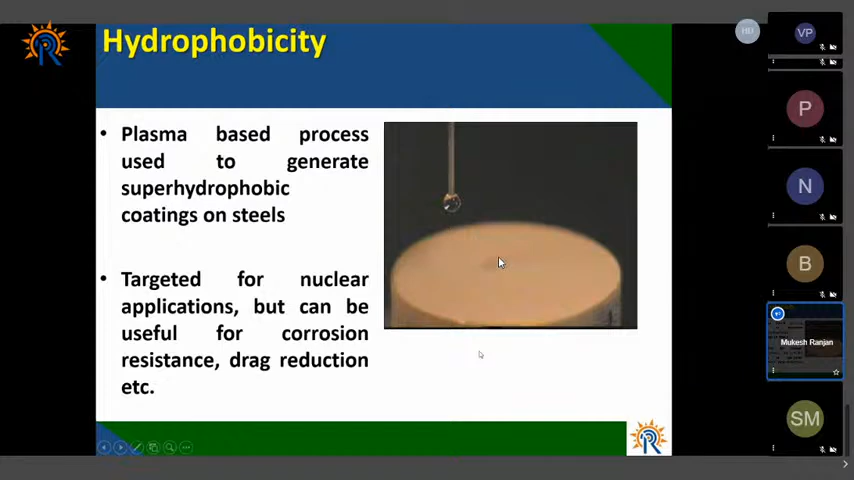 Hydrophobicity
HD
VP
• Plasma based process
used to generate
superhydrophobic
coatings on steels
• Targeted for nuclear
applications, but can be
useful for corrosion
resistance, drag reduction
etc.
P
N
B
Mukesh Ranjan
SM